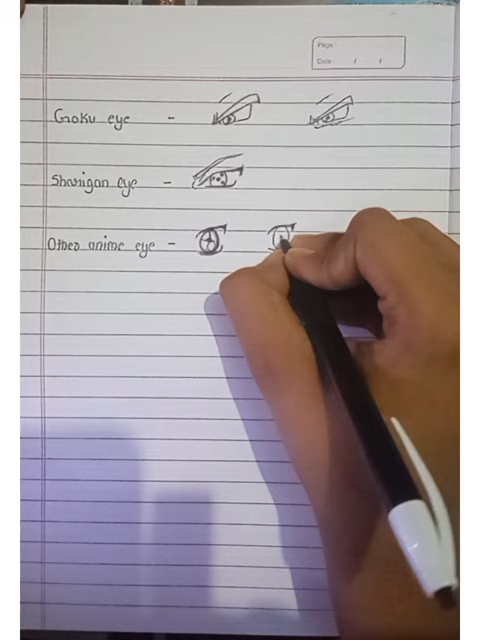 Page :
Date : / /
Goku eye -
Sharigan eye -
Other anime eye -